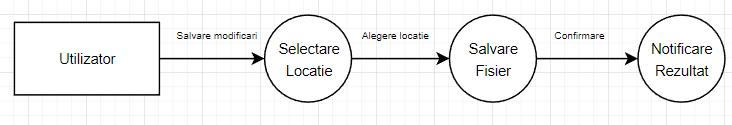 Utilizator
Salvare modificari
Selectare
Locatie
Alegere locatie
Salvare
Fisier
Confirmare
Notificare
Rezultat